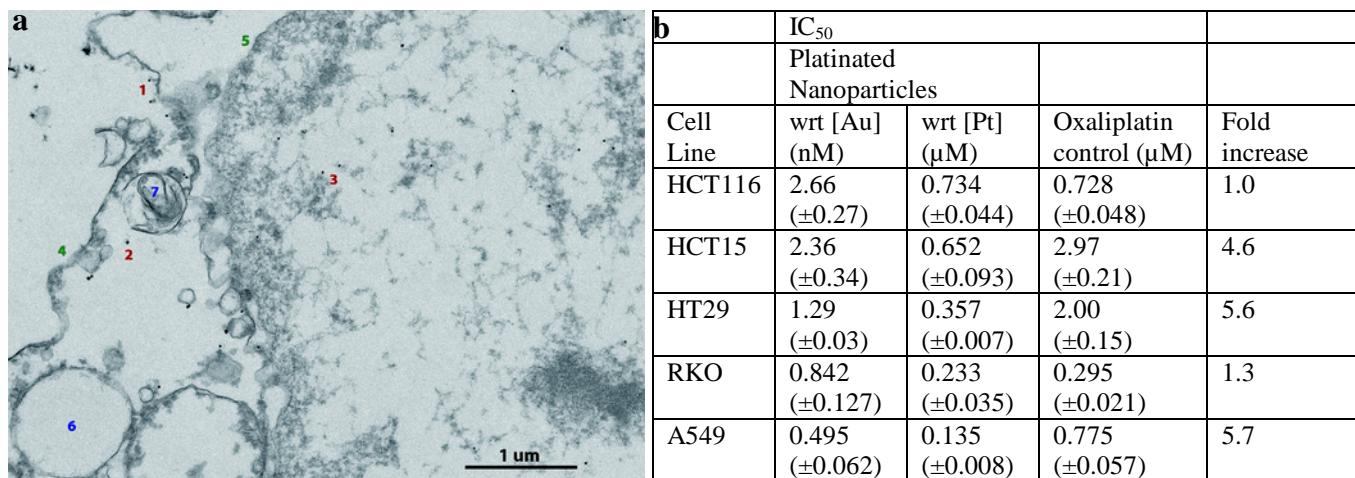 a
5
1
3
7
4
2
6
1 um
b
IC50
Platinated
Nanoparticles
Cell
Line
wrt [Au]
(nM)
wrt [Pt]
(µM)
Oxaliplatin
control (µM)
Fold
increase
HCT116
2.66
(±0.27)
0.734
(±0.044)
0.728
(±0.048)
1.0
HCT15
2.36
(±0.34)
0.652
(±0.093)
2.97
(±0.21)
4.6
HT29
1.29
(±0.03)
0.357
(±0.007)
2.00
(±0.15)
5.6
RKO
0.842
(±0.127)
0.233
(±0.035)
0.295
(±0.021)
1.3
A549
0.495
(±0.062)
0.135
(±0.008)
0.775
(±0.057)
5.7